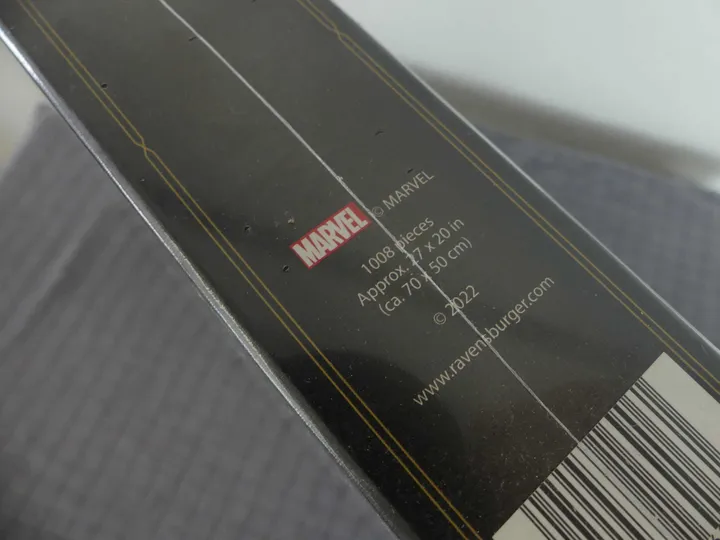 MARVEL © MARVEL
1008 pieces
Approx. 27 x 20 in
(ca. 70 x 50 cm)
© 2022
www.ravensburger.com